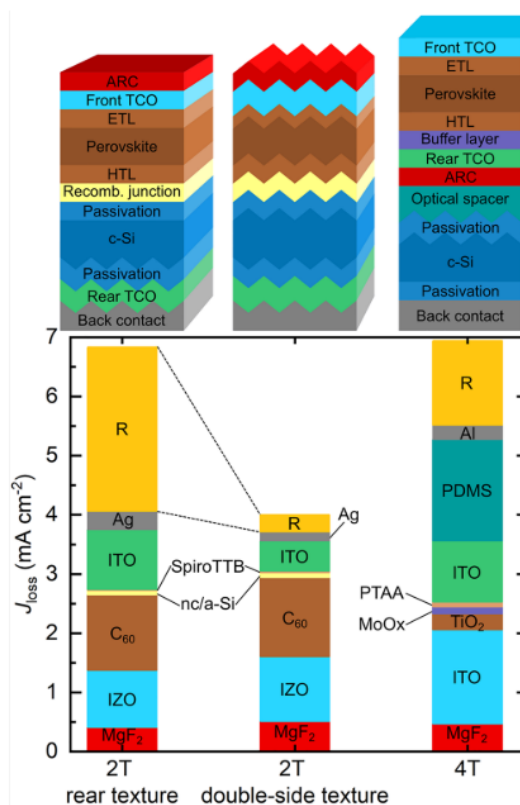 ARC
Front TCO
ETL
Perovskite
HTL
Recomb. junction
Passivation
c-Si
Passivation
Rear TCO
Back contact
Front TCO
ETL
Perovskite
HTL
Buffer layer
Rear TCO
ARC
Optical spacer
Passivation
c-Si
Passivation
Back contact
J_loss (mA cm⁻²)
7
6
5
4
3
2
1
0
R
Ag
ITO
C₆₀
IZO
MgF₂
SpiroTTB
nc/a-Si
R
Ag
ITO
C₆₀
IZO
MgF₂
PTAA
MoOx
R
Al
PDMS
ITO
TiO₂
ITO
MgF₂
2T
rear texture
2T
double-side texture
4T